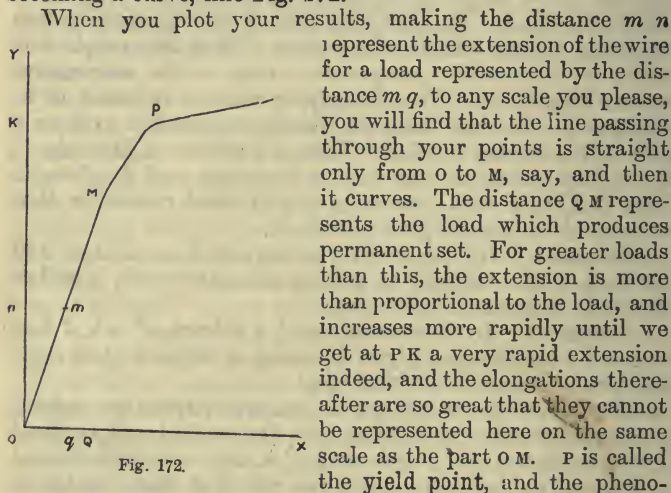 When you plot your results, making the distance m n
represent the extension of the wire
for a load represented by the dis-
tance m q, to any scale you please,
you will find that the line passing
through your points is straight
only from O to M, say, and then
it curves. The distance Q M repre-
sents the load which produces
permanent set. For greater loads
than this, the extension is more
than proportional to the load, and
increases more rapidly until we
get at P K a very rapid extension
indeed, and the elongations there-
after are so great that they cannot
be represented here on the same
scale as the part O M. P is called
the yield point, and the pheno-
Y
K
P
M
n
m
O
q Q
X
Fig. 172.